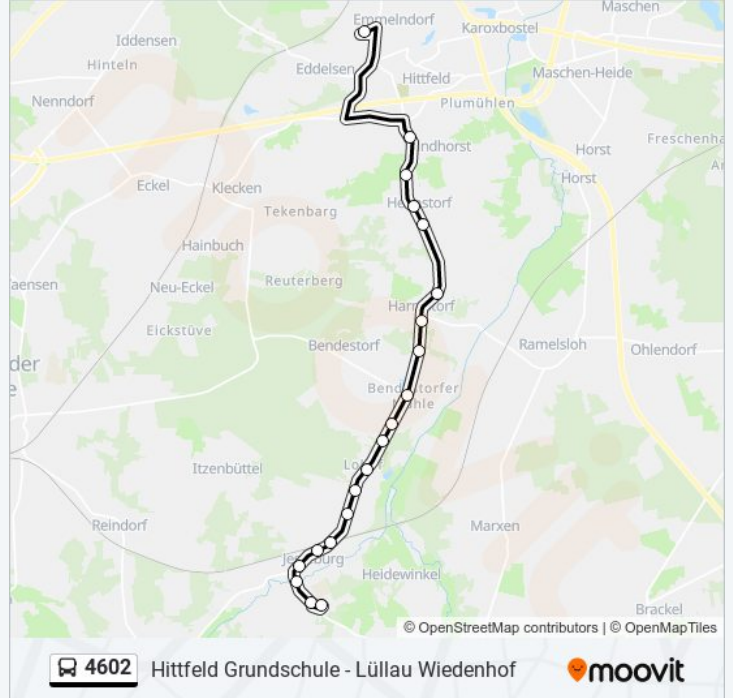 Maschen
Emmelndorf
Karoxbostel
Iddensen
Hinteln
Eddelsen
Hittfeld
Maschen-Heide
Nenndorf
Plumühlen
Freschenha
Horst
Horst
Eckel
Klecken
Tekenbarg
Hainbuch
aensen
Neu-Eckel
Reuterberg
Eickstüve
Bendestorf
Ramelsloh
Ohlendorf
der
e
Mühle
Itzenbüttel
Reindorf
Marxen
Heidewinkel
Brackel
© OpenStreetMap contributors | © OpenMapTiles
4602 Hittfeld Grundschule - Lüllau Wiedenhof moovit